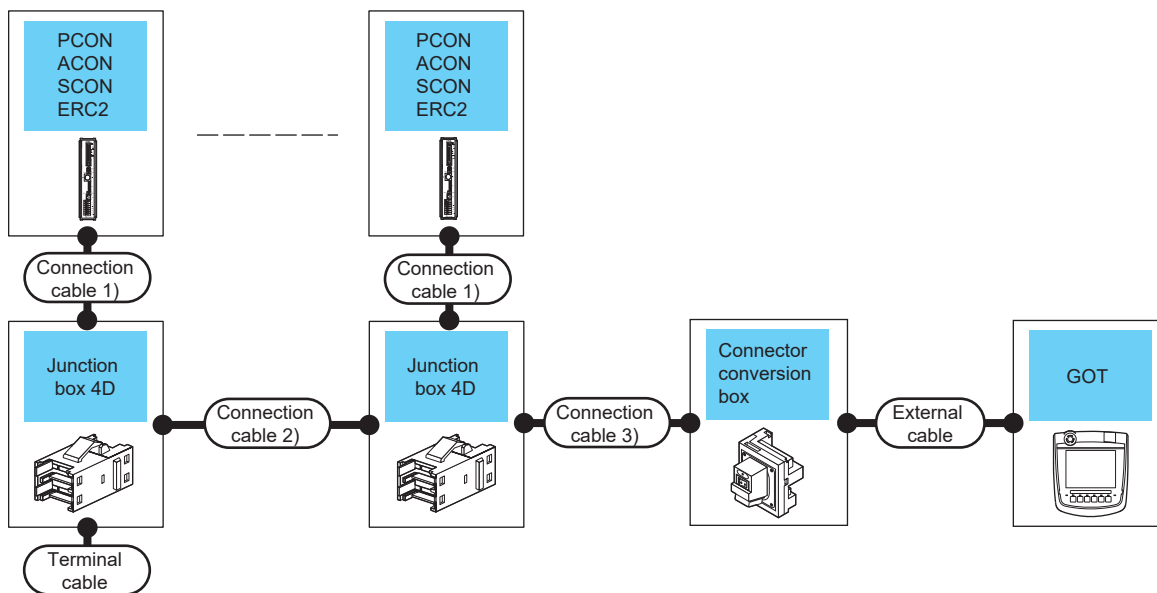 PCON
ACON
SCON
ERC2
PCON
ACON
SCON
ERC2
Connection
cable 1)
Connection
cable 1)
Junction
box 4D
Junction
box 4D
Connector
conversion
box
GOT
Connection
cable 2)
Connection
cable 3)
External
cable
Terminal
cable